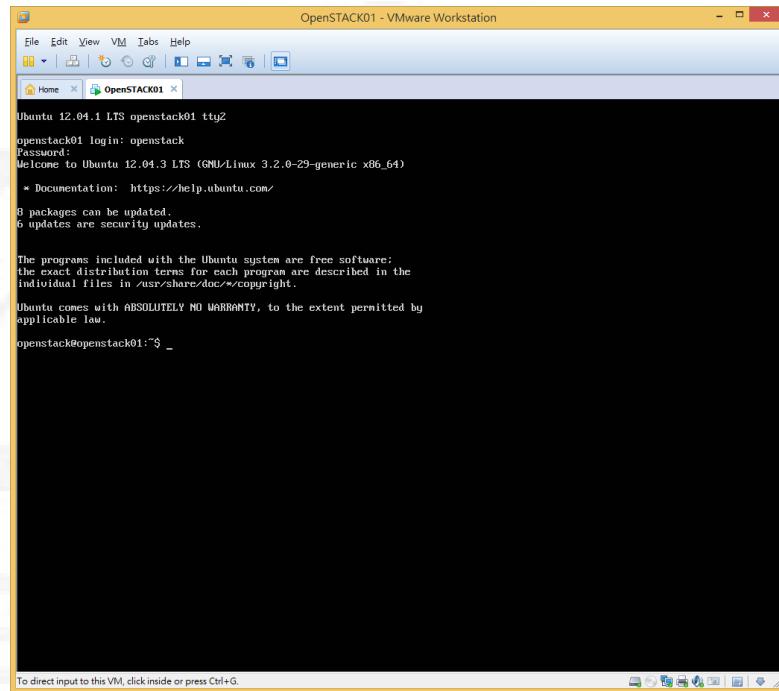 OpenSTACK01 - VMware Workstation
File Edit View VM Tabs Help
Home OpenSTACK01
Ubuntu 12.04.1 LTS openstack01 tty2
openstack01 login: openstack
Password:
Welcome to Ubuntu 12.04.3 LTS (GNU/Linux 3.2.0-29-generic x86_64)
* Documentation: https://help.ubuntu.com/
8 packages can be updated.
6 updates are security updates.
The programs included with the Ubuntu system are free software;
the exact distribution terms for each program are described in the
individual files in /usr/share/doc/*/copyright.
Ubuntu comes with ABSOLUTELY NO WARRANTY, to the extent permitted by
applicable law.
openstack@openstack01:~$ _
To direct input to this VM, click inside or press Ctrl+G.